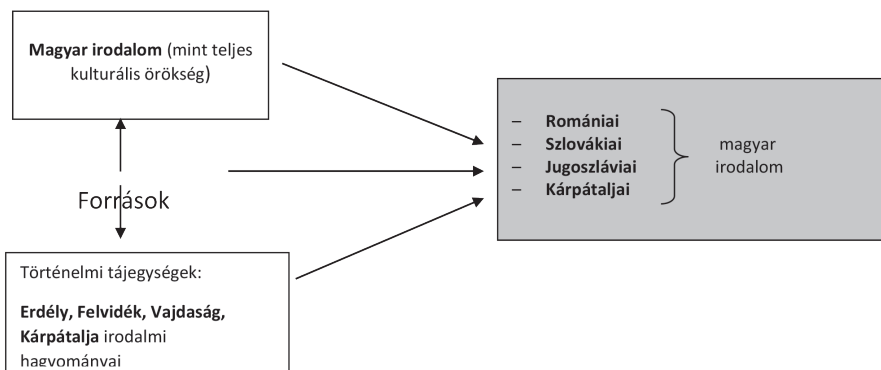 Magyar irodalom (mint teljes
kulturális örökség)
Források
Történelmi tájegységek:
Erdély, Felvidék, Vajdaság,
Kárpátalja irodalmi
hagyományai
– Romániai
– Szlovákiai
– Jugoszláviai
– Kárpátaljai
magyar
irodalom